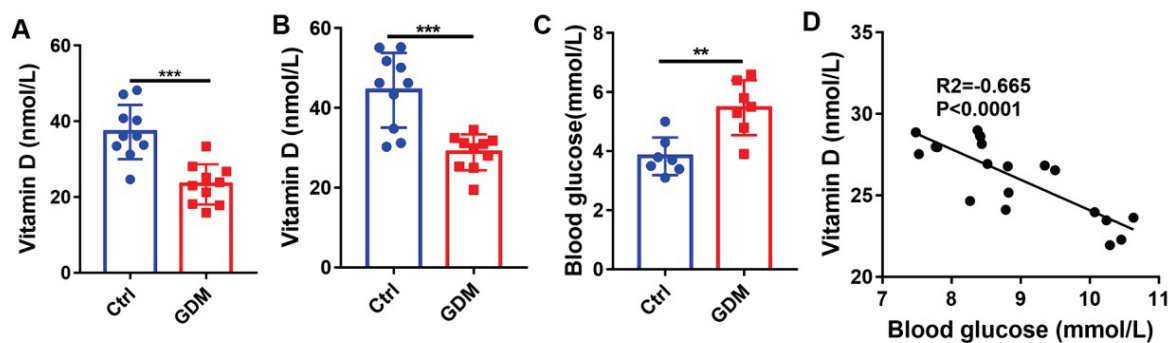 A
Vitamin D (nmol/L)
60
40
20
0
***
Ctrl
GDM
B
Vitamin D (nmol/L)
60
40
20
0
***
Ctrl
GDM
C
Blood glucose(mmol/L)
8
6
4
2
0
**
Ctrl
GDM
D
Vitamin D (nmol/L)
35
30
25
20
R2=-0.665
P<0.0001
7 8 9 10 11
Blood glucose (mmol/L)